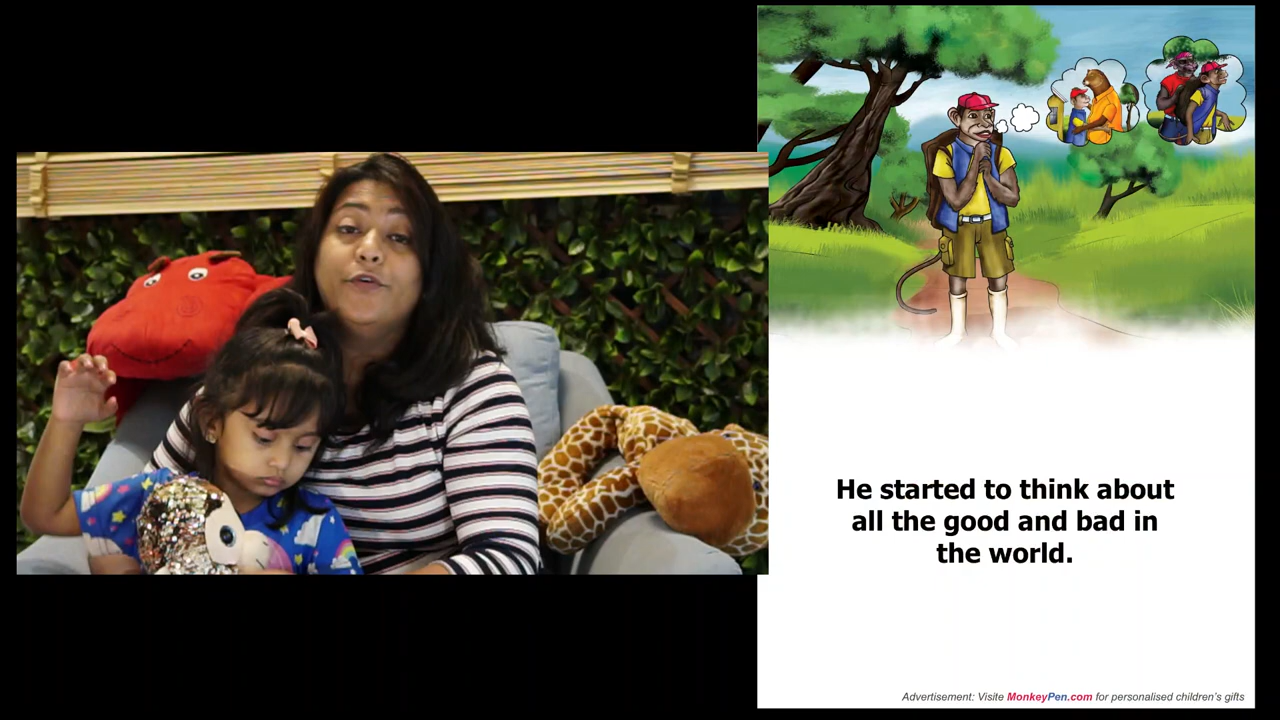 He started to think about
all the good and bad in
the world.
Advertisement: Visite MonkeyPen.com for personalised children's gifts